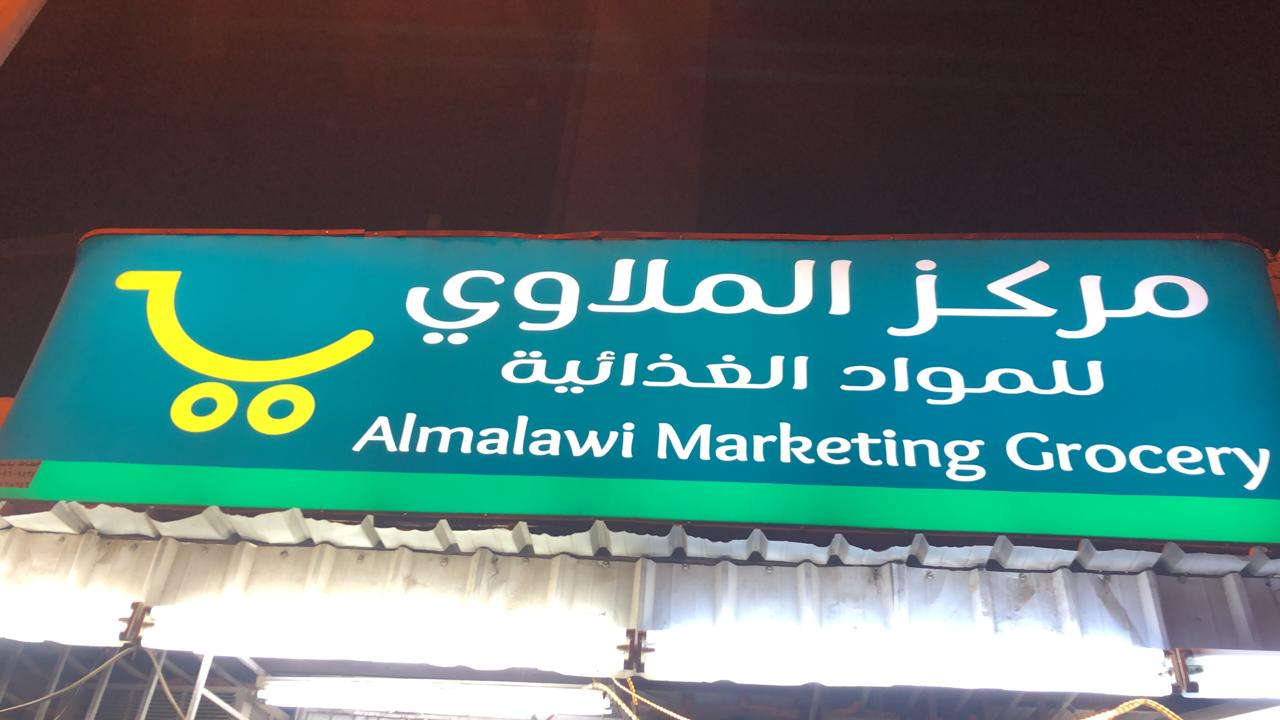 مركز الملاوي
للمواد الغذائية
Almalawi Marketing Grocery